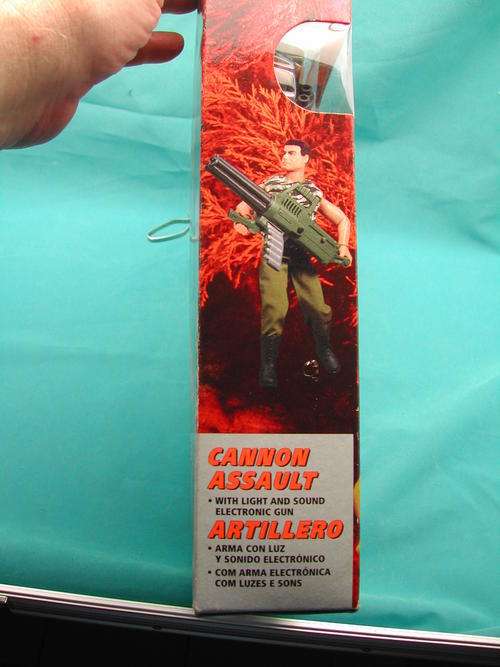 CANNON
ASSAULT
• WITH LIGHT AND SOUND
ELECTRONIC GUN
ARTILLERO
• ARMA CON LUZ
Y SONIDO ELECTRÓNICO
• COM ARMA ELECTRÓNICA
COM LUZES E SONS